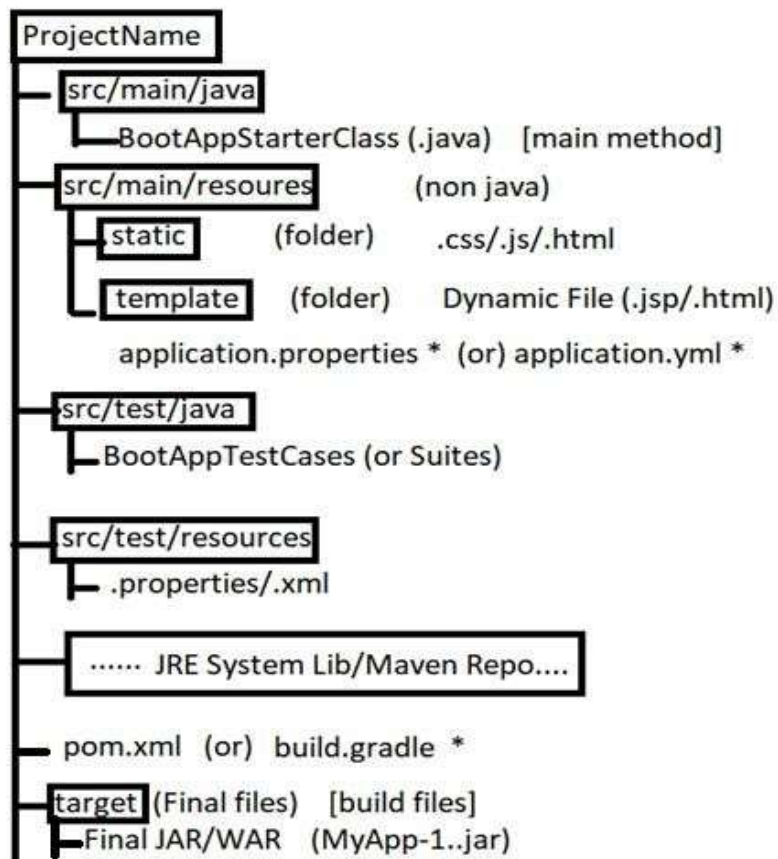 ProjectName
src/main/java
BootAppStarterClass (.java) [main method]
src/main/resoures (non java)
static (folder) .css/.js/.html
template (folder) Dynamic File (.jsp/.html)
application.properties * (or) application.yml *
src/test/java
BootAppTestCases (or Suites)
src/test/resources
.properties/.xml
...... JRE System Lib/Maven Repo....
pom.xml (or) build.gradle *
target (Final files) [build files]
Final JAR/WAR (MyApp-1..jar)